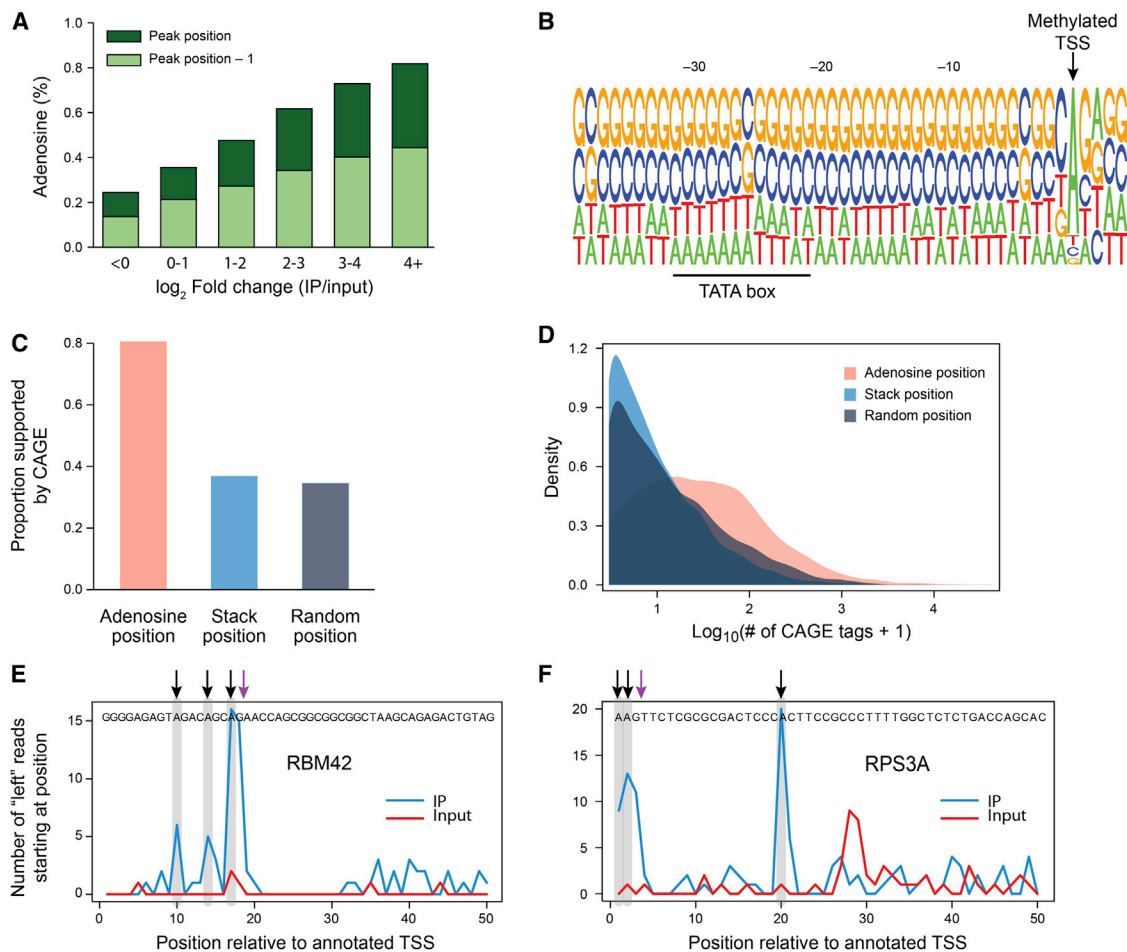 A
Adenosine (%)
1.0
0.8
0.6
0.4
0.2
0.0
Peak position
Peak position – 1
<0 0-1 1-2 2-3 3-4 4+
log2 Fold change (IP/input)
B
Methylated
TSS
–30 –20 –10
TATA box
C
Proportion supported
by CAGE
0.8
0.6
0.4
0.2
0.0
Adenosine
position
Stack
position
Random
position
D
Density
1.2
0.9
0.6
0.3
0.0
Adenosine position
Stack position
Random position
1 2 3 4
Log10(# of CAGE tags + 1)
E
Number of “left” reads
starting at position
15
10
5
0
GGGGAGAGTAGACAGCAGAACCAGCGGCGGCGGCTAAGCAGAGACTGTAG
RBM42
IP
Input
0 10 20 30 40 50
Position relative to annotated TSS
F
20
15
10
5
0
AAGTTCTCGCGCGACTCCCACTTCCGCCCTTTTGGCTCTCTGACCAGCAC
RPS3A
IP
Input
0 10 20 30 40 50
Position relative to annotated TSS